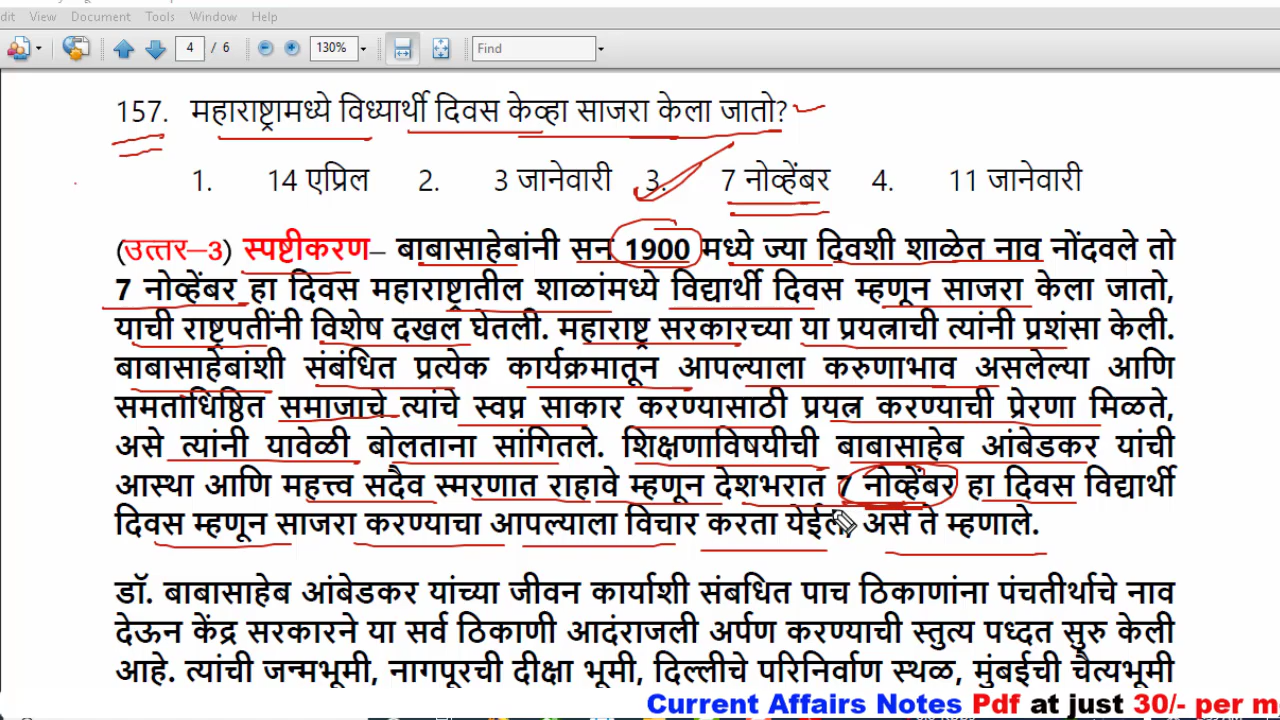 dit View Document Tools Window Help
4 / 6 130% Find
157. महाराष्ट्रामध्ये विध्यार्थी दिवस केव्हा साजरा केला जातो?
1. 14 एप्रिल 2. 3 जानेवारी 3. 7 नोव्हेंबर 4. 11 जानेवारी
(उत्तर–3) स्पष्टीकरण– बाबासाहेबांनी सन 1900 मध्ये ज्या दिवशी शाळेत नाव नोंदवले तो
7 नोव्हेंबर हा दिवस महाराष्ट्रातील शाळांमध्ये विद्यार्थी दिवस म्हणून साजरा केला जातो,
याची राष्ट्रपतींनी विशेष दखल घेतली. महाराष्ट्र सरकारच्या या प्रयत्नाची त्यांनी प्रशंसा केली.
बाबासाहेबांशी संबंधित प्रत्येक कार्यक्रमातून आपल्याला करुणाभाव असलेल्या आणि
समताधिष्ठित समाजाचे त्यांचे स्वप्न साकार करण्यासाठी प्रयत्न करण्याची प्रेरणा मिळते,
असे त्यांनी यावेळी बोलताना सांगितले. शिक्षणाविषयीची बाबासाहेब आंबेडकर यांची
आस्था आणि महत्त्व सदैव स्मरणात राहावे म्हणून देशभरात 7 नोव्हेंबर हा दिवस विद्यार्थी
दिवस म्हणून साजरा करण्याचा आपल्याला विचार करता येईल, असे ते म्हणाले.
डॉ. बाबासाहेब आंबेडकर यांच्या जीवन कार्याशी संबधित पाच ठिकाणांना पंचतीर्थाचे नाव
देऊन केंद्र सरकारने या सर्व ठिकाणी आदंराजली अर्पण करण्याची स्तुत्य पध्दत सुरु केली
आहे. त्यांची जन्मभूमी, नागपूरची दीक्षा भूमी, दिल्लीचे परिनिर्वाण स्थळ, मुंबईची चैत्यभूमी
Current Affairs Notes Pdf at just 30/- per m